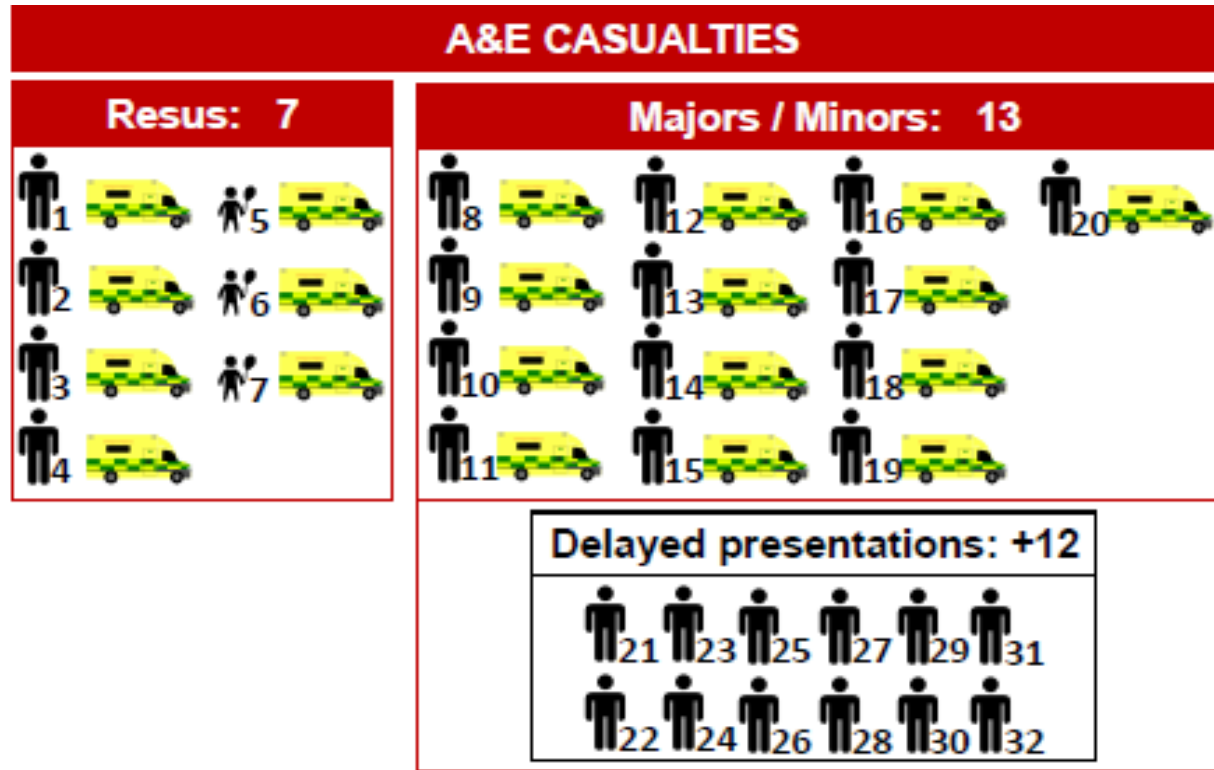 A&E CASUALTIES
Resus: 7
1 5
2 6
3 7
4
Majors / Minors: 13
8 12 16 20
9 13 17
10 14 18
11 15 19
Delayed presentations: +12
21 23 25 27 29 31
22 24 26 28 30 32